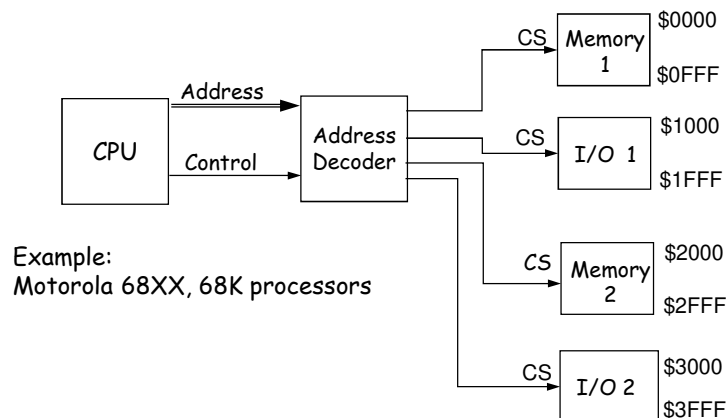 $0000
CS
Memory
1
$0FFF
Address
CPU
Address
Decoder
Control
$1000
CS
I/O 1
$1FFF
Example:
Motorola 68XX, 68K processors
$2000
CS
Memory
2
$2FFF
$3000
CS
I/O 2
$3FFF